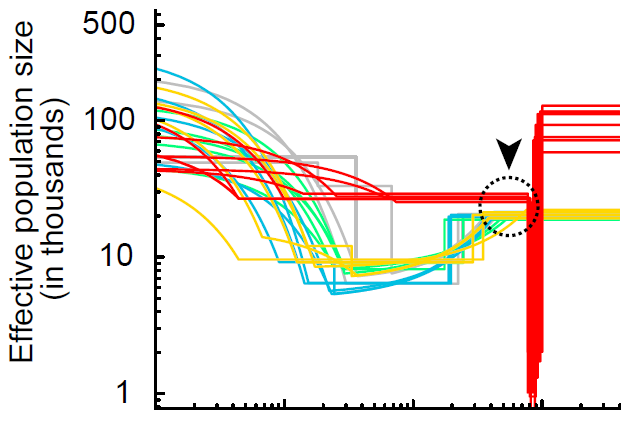 Effective population size
(in thousands)
500
100
10
1